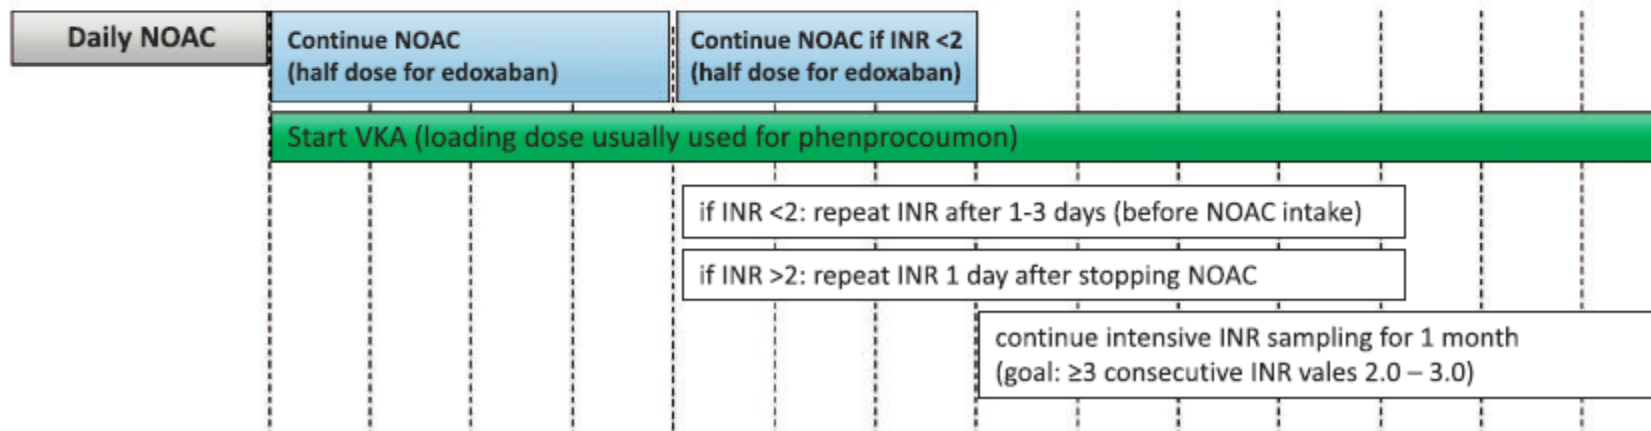 Daily NOAC
Continue NOAC
(half dose for edoxaban)
Continue NOAC if INR <2
(half dose for edoxaban)
Start VKA (loading dose usually used for phenprocoumon)
if INR <2: repeat INR after 1-3 days (before NOAC intake)
if INR >2: repeat INR 1 day after stopping NOAC
continue intensive INR sampling for 1 month
(goal: ≥3 consecutive INR vales 2.0 – 3.0)